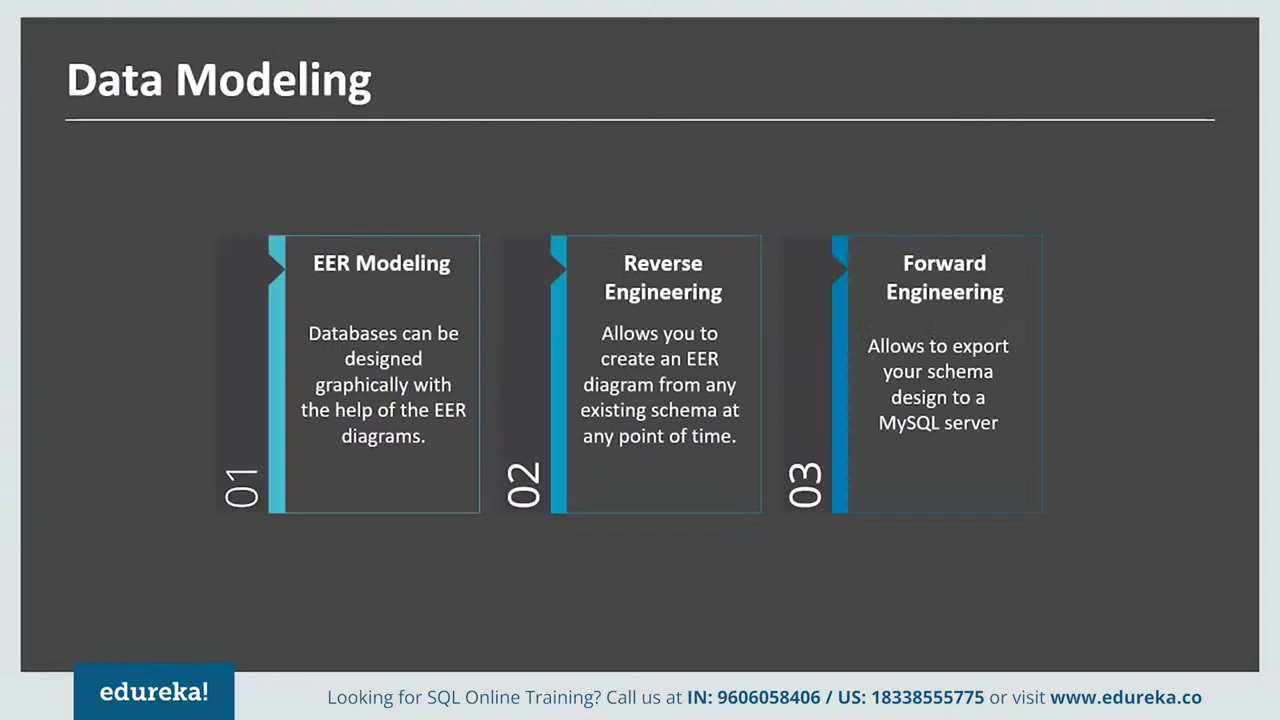 Data Modeling
01
EER Modeling
Databases can be
designed
graphically with
the help of the EER
diagrams.
02
Reverse
Engineering
Allows you to
create an EER
diagram from any
existing schema at
any point of time.
03
Forward
Engineering
Allows to export
your schema
design to a
MySQL server
edureka!
Looking for SQL Online Training? Call us at IN: 9606058406 / US: 18338555775 or visit www.edureka.co